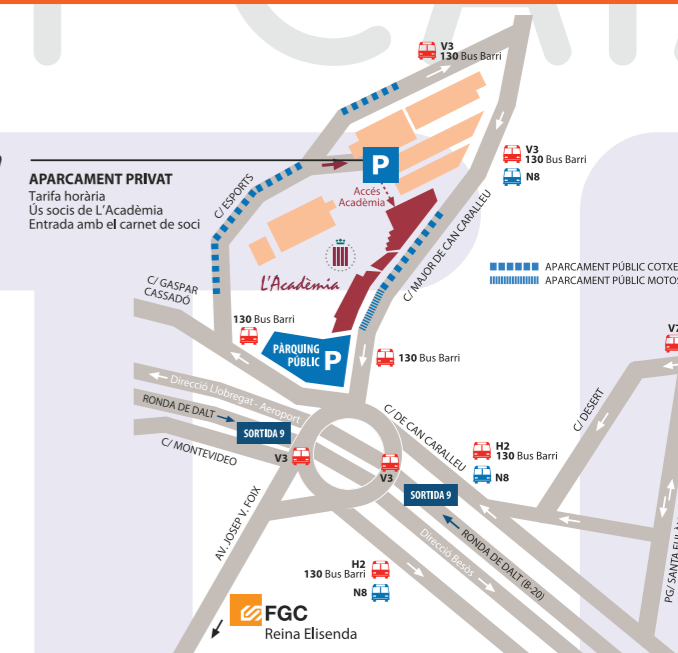 V3
130 Bus Barri
V3
130 Bus Barri
N8
APARCAMENT PRIVAT
Tarifa horària
Ús socis de L'Acadèmia
Entrada amb el carnet de soci
P
Accés
Acadèmia
C/ ESPORTS
C/ MAJOR DE CAN CARALLEU
L'Acadèmia
APARCAMENT PÚBLIC COTXE
APARCAMENT PÚBLIC MOTOS
C/ GASPAR
CASSADÓ
130 Bus Barri
PÀRQUING
PÚBLIC P
130 Bus Barri
Direcció Llobregat - Aeroport
RONDA DE DALT
SORTIDA 9
C/ MONTEVIDEO
V3
V3
C/ DE CAN CARALLEU
C/ DESERT
H2
130 Bus Barri
N8
SORTIDA 9
AV. JOSEP V. FOIX
Direcció Besòs
RONDA DE DALT (B-20)
H2
130 Bus Barri
N8
FGC
Reina Elisenda